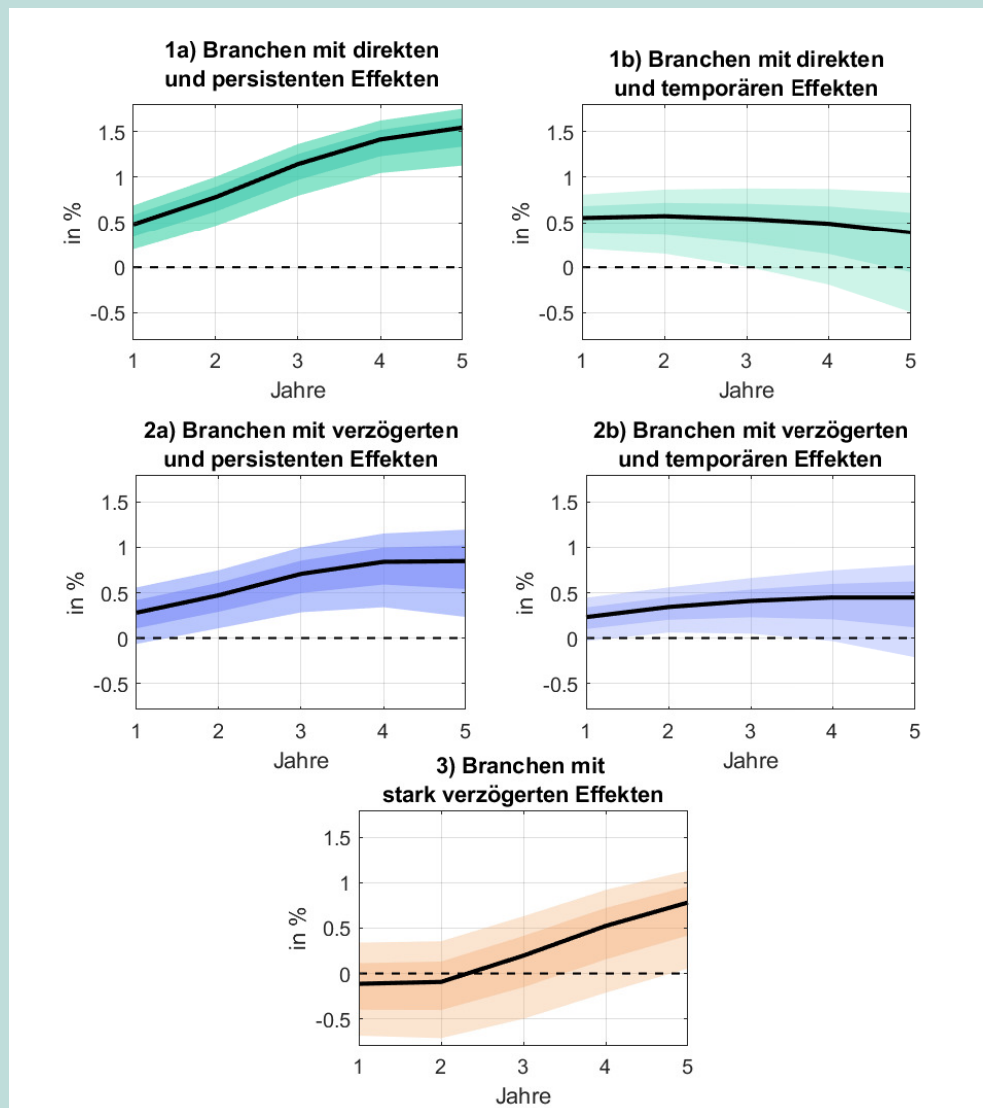 1a) Branchen mit direkten
und persistenten Effekten
1.5
1
0.5
0
-0.5
in %
1
2
3
4
5
Jahre
1b) Branchen mit direkten
und temporären Effekten
1.5
1
0.5
0
-0.5
in %
1
2
3
4
5
Jahre
2a) Branchen mit verzögerten
und persistenten Effekten
1.5
1
0.5
0
-0.5
in %
1
2
3
4
5
Jahre
2b) Branchen mit verzögerten
und temporären Effekten
1.5
1
0.5
0
-0.5
in %
1
2
3
4
5
Jahre
3) Branchen mit
stark verzögerten Effekten
1.5
1
0.5
0
-0.5
in %
1
2
3
4
5
Jahre